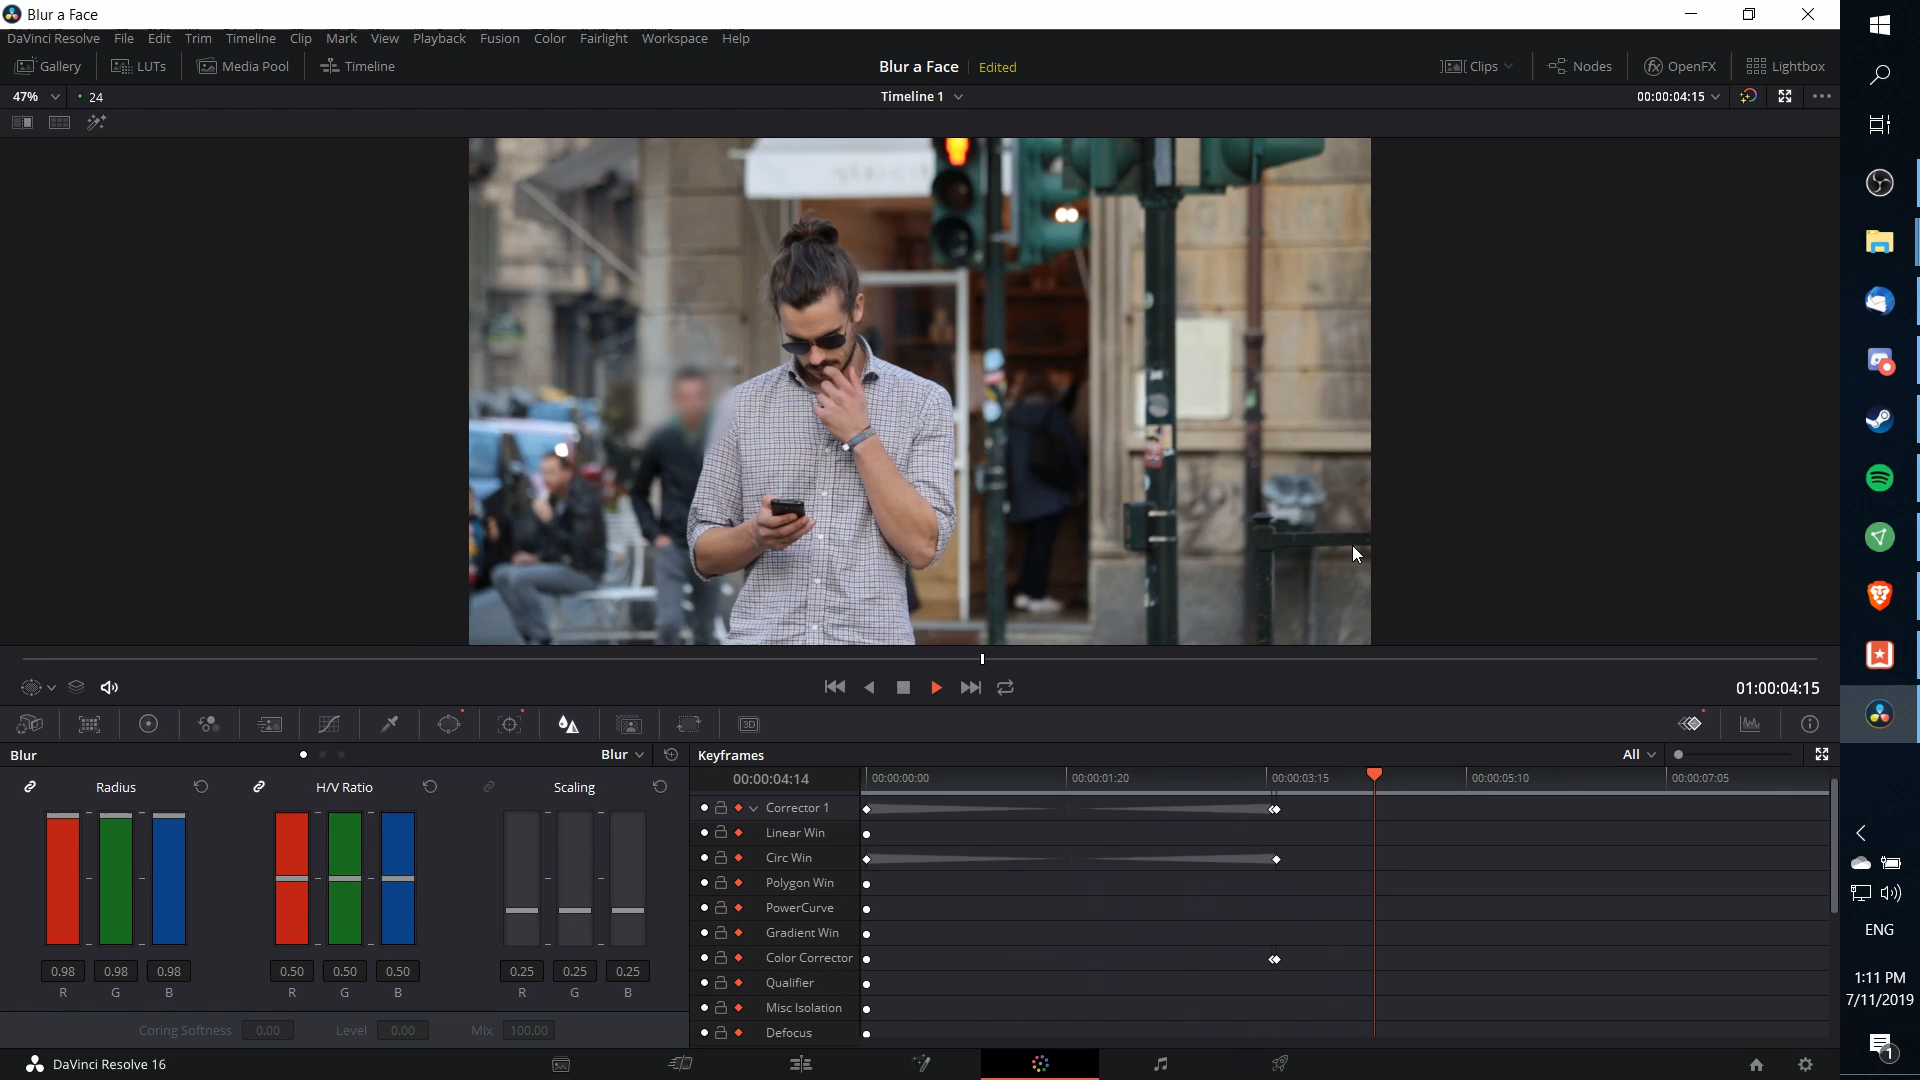 Blur a Face
DaVinci Resolve File Edit Trim Timeline Clip Mark View Playback Fusion Color Fairlight Workspace Help
Gallery LUTs Media Pool Timeline Blur a Face Edited Clips Nodes OpenFX Lightbox
47% 24 Timeline 1 00:00:04:15
01:00:04:15
3D
Blur Blur Keyframes All
00:00:04:14 00:00:00:00 00:00:01:20 00:00:03:15 00:00:05:10 00:00:07:05
Radius H/V Ratio Scaling
Corrector 1
Linear Win
Circ Win
Polygon Win
PowerCurve
Gradient Win
Color Corrector
Qualifier
Misc Isolation
Defocus
0.98 0.98 0.98 0.50 0.50 0.50 0.25 0.25 0.25
R G B R G B R G B
Coring Softness 0.00 Level 0.00 Mix 100.00
DaVinci Resolve 16
ENG
1:11 PM
7/11/2019
1